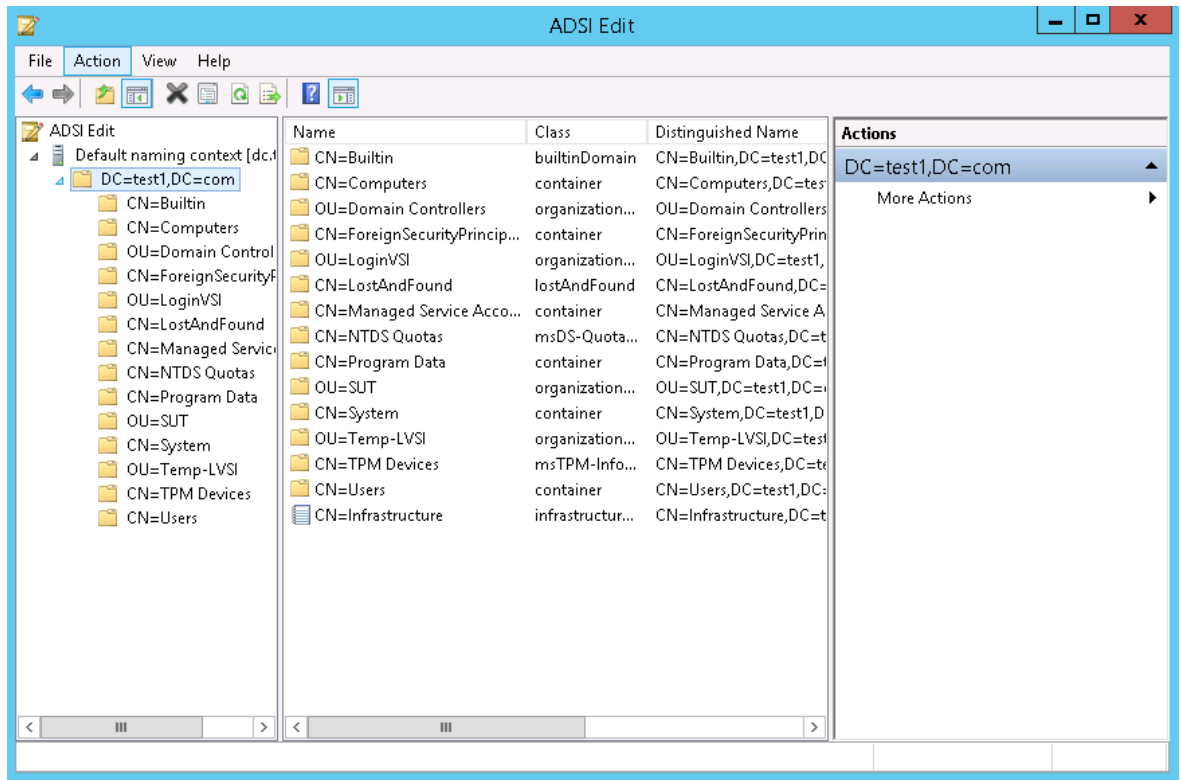 ADSI Edit
File Action View Help
ADSI Edit
Default naming context [dc.t
DC=test1,DC=com
CN=Builtin
CN=Computers
OU=Domain Control
CN=ForeignSecurityP
OU=LoginVSI
CN=LostAndFound
CN=Managed Servic
CN=NTDS Quotas
CN=Program Data
OU=SUT
CN=System
OU=Temp-LVSI
CN=TPM Devices
CN=Users
Name Class Distinguished Name
CN=Builtin builtinDomain CN=Builtin,DC=test1,DC
CN=Computers container CN=Computers,DC=tes
OU=Domain Controllers organization... OU=Domain Controllers
CN=ForeignSecurityPrincip... container CN=ForeignSecurityPrin
OU=LoginVSI organization... OU=LoginVSI,DC=test1,
CN=LostAndFound lostAndFound CN=LostAndFound,DC=
CN=Managed Service Acco... container CN=Managed Service A
CN=NTDS Quotas msDS-Quota... CN=NTDS Quotas,DC=t
CN=Program Data container CN=Program Data,DC=t
OU=SUT organization... OU=SUT,DC=test1,DC=
CN=System container CN=System,DC=test1,D
OU=Temp-LVSI organization... OU=Temp-LVSI,DC=test
CN=TPM Devices msTPM-Info... CN=TPM Devices,DC=te
CN=Users container CN=Users,DC=test1,DC=
CN=Infrastructure infrastructur... CN=Infrastructure,DC=t
Actions
DC=test1,DC=com
More Actions